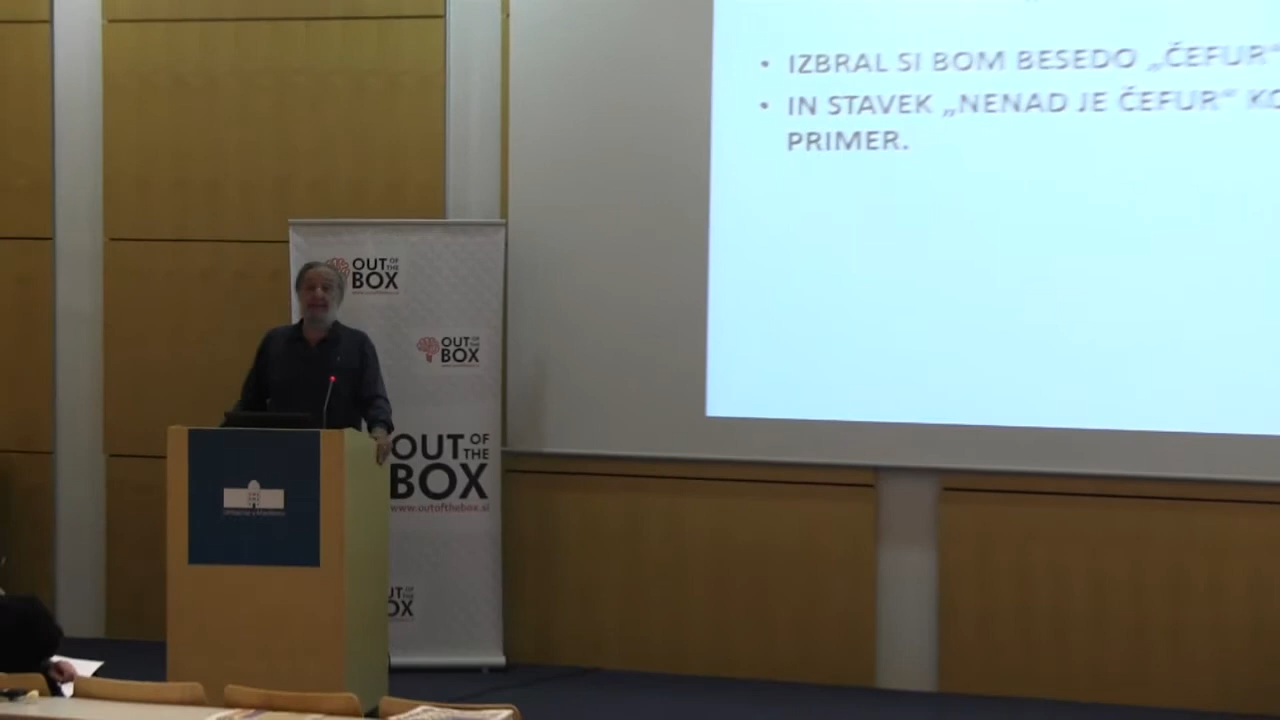 • IZBRAL SI BOM BESEDO „ČEFUR“
• IN STAVEK „NENAD JE ČEFUR“
PRIMER.
OUT OF THE BOX
OUT OF THE BOX
OUT OF THE BOX
www.outofthebox.si